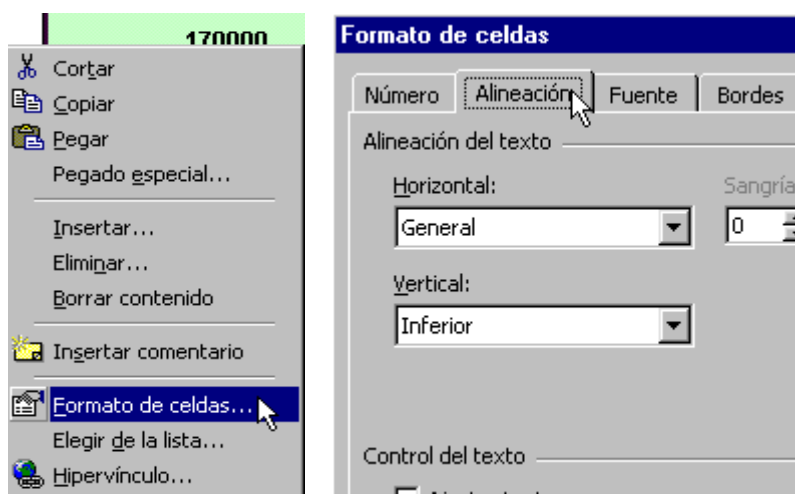 170000
Cortar
Copiar
Pegar
Pegado especial...
Insertar...
Eliminar...
Borrar contenido
Insertar comentario
Formato de celdas...
Elegir de la lista...
Hipervínculo...
Formato de celdas
Número Alineación Fuente Bordes
Alineación del texto
Horizontal: Sangría
General 0
Vertical:
Inferior
Control del texto